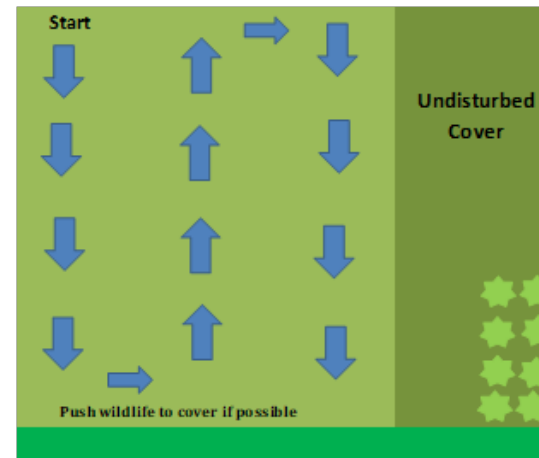 Start
Undisturbed
Cover
Push wildlife to cover if possible